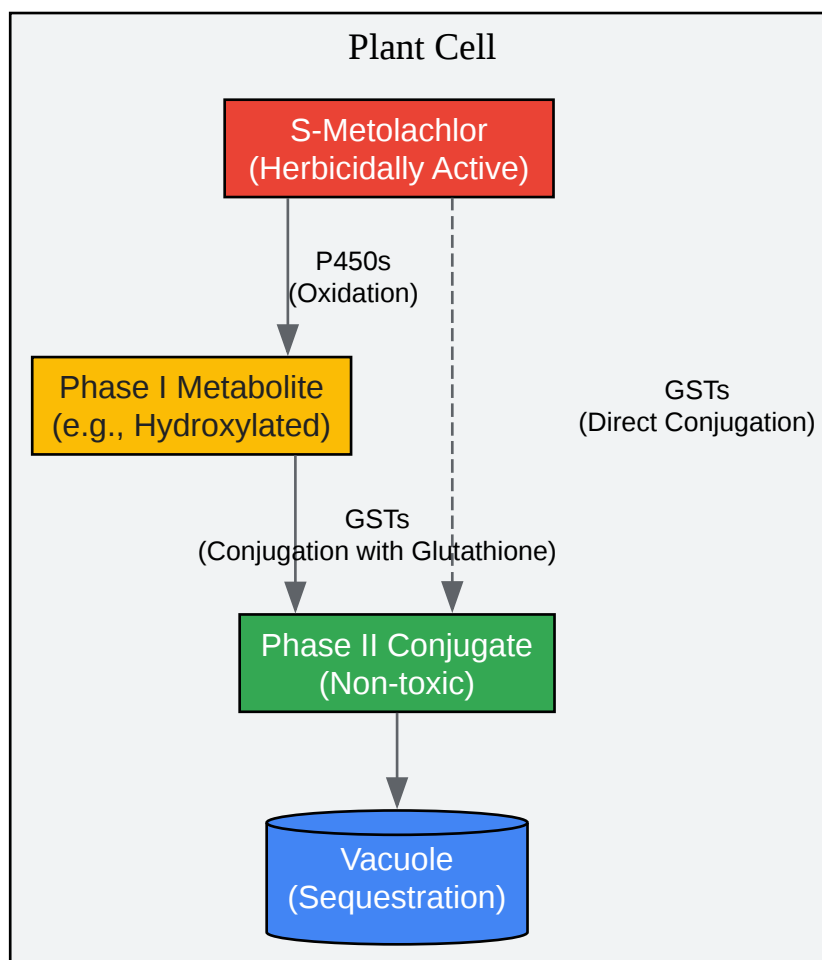 Plant Cell
S-Metolachlor
(Herbicidally Active)
P450s
(Oxidation)
Phase I Metabolite
(e.g., Hydroxylated)
GSTs
(Direct Conjugation)
GSTs
(Conjugation with Glutathione)
Phase II Conjugate
(Non-toxic)
Vacuole
(Sequestration)